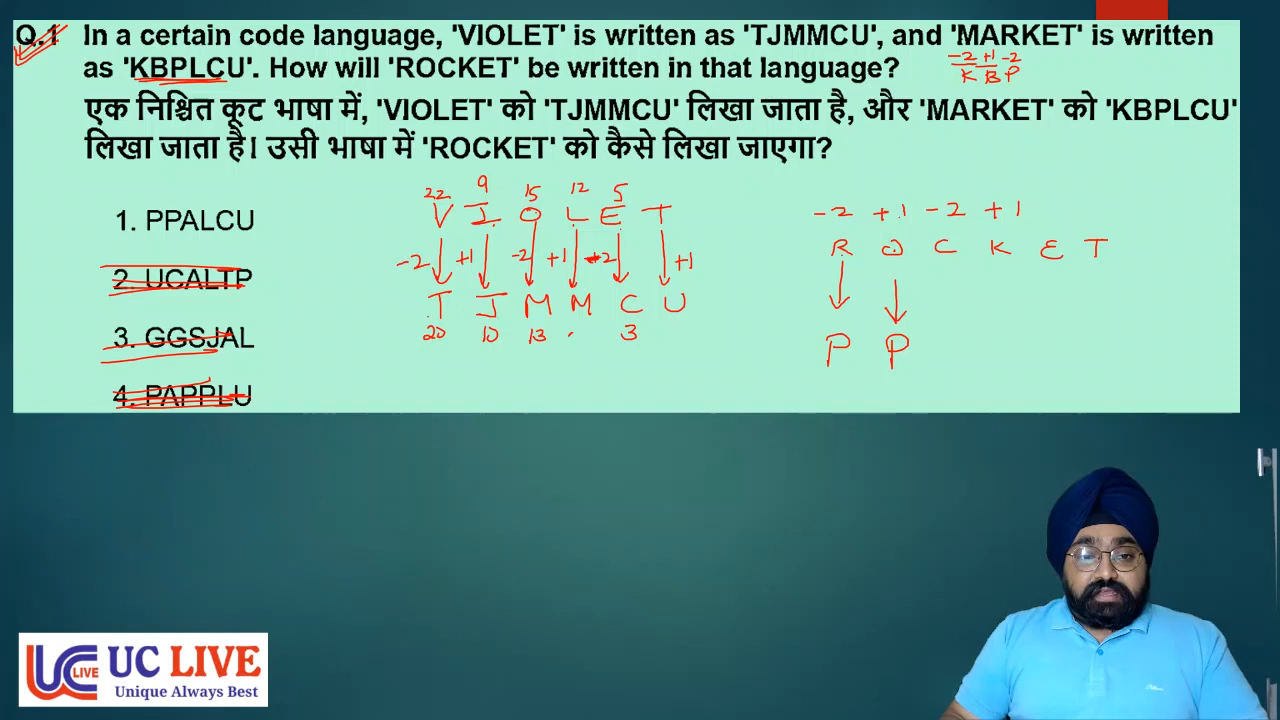 Q.1 In a certain code language, 'VIOLET' is written as 'TJMMCU', and 'MARKET' is written
as 'KBPLCU'. How will 'ROCKET' be written in that language?
-2 +1 -2
K B P
एक निश्चित कूट भाषा में, 'VIOLET' को 'TJMMCU' लिखा जाता है, और 'MARKET' को 'KBPLCU'
लिखा जाता है। उसी भाषा में 'ROCKET' को कैसे लिखा जाएगा?
1. PPALCU
2. UCALTP
3. GGSJAL
4. PAPPLU
22 9 15 12 5
V I O L E T
-2 +1 -2 +1 -2 +1
T J M M C U
20 10 13 3
-2 +1 -2 +1
R O C K E T
P P
UC LIVE
LIVE
Unique Always Best